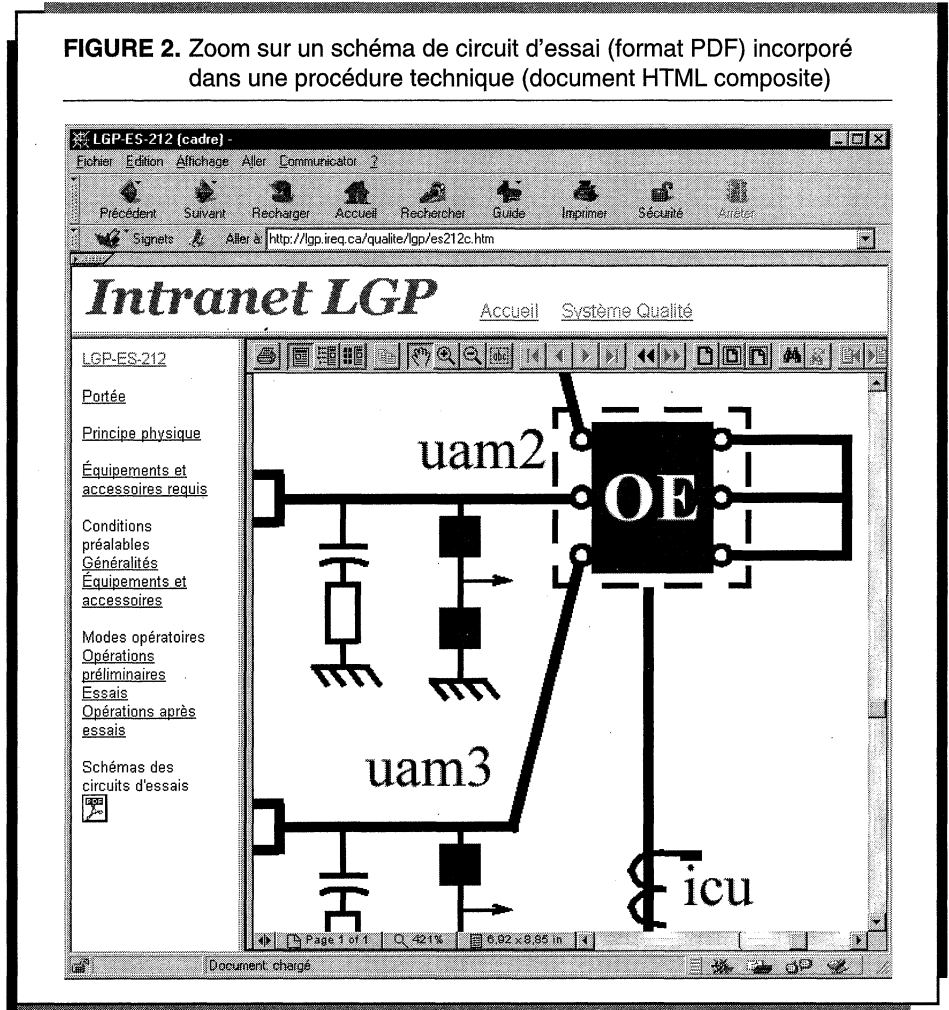 FIGURE 2. Zoom sur un schéma de circuit d'essai (format PDF) incorporé
dans une procédure technique (document HTML composite)
LGP-ES-212 (cadre) -
Fichier Edition Affichage Aller Communicator ?
Précédent Suivant Recharger Accueil Rechercher Guide Imprimer Sécurité Arrêter
Signets Aller à: http://lgp.ireq.ca/qualite/lgp/es212c.htm
Intranet LGP Accueil Système Qualité
LGP-ES-212
Portée
Principe physique
Équipements et
accessoires requis
Conditions
préalables
Généralités
Équipements et
accessoires
Modes opératoires
Opérations
préliminaires
Essais
Opérations après
essais
Schémas des
circuits d'essais
PDF
abc
uam2
OE
uam3
icu
Page 1 of 1 421% 6,92 x 8,85 in
Document: chargé